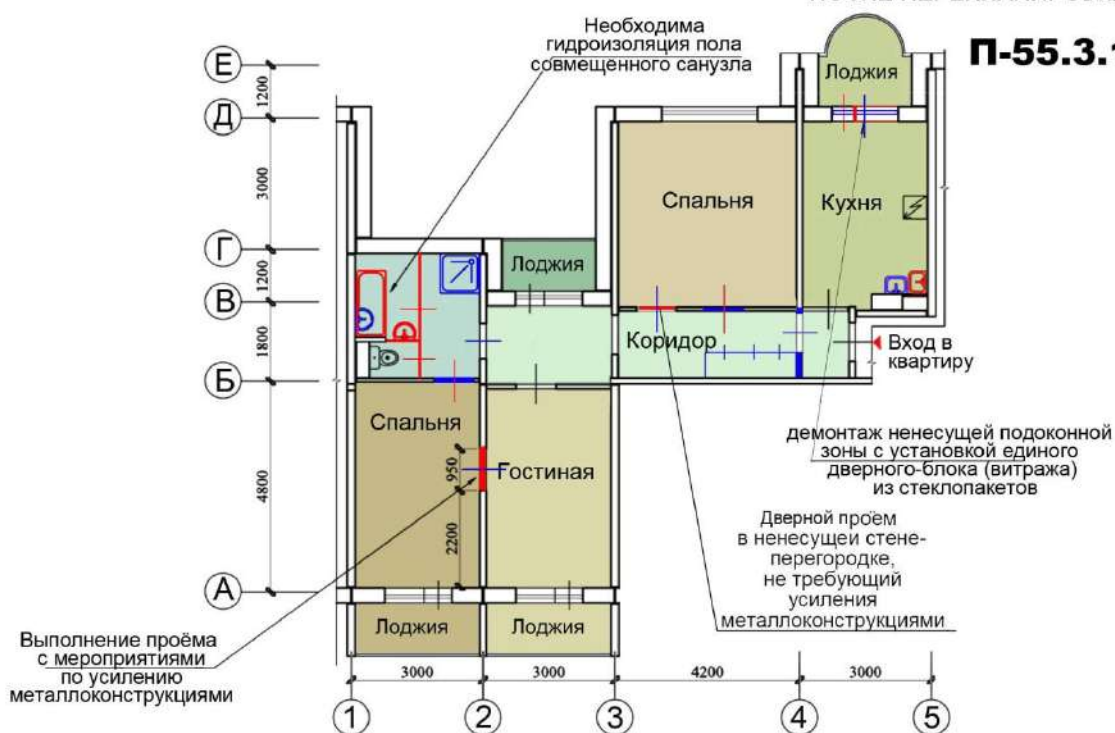 П-55.3.1
Необходима
гидроизоляция пола
совмещенного санузла
Е
Д
Г
В
Б
А
1200
3000
1200
1800
4800
Лоджия
Спальня
Кухня
Лоджия
Коридор
Вход в
квартиру
Спальня
Гостиная
950
2200
демонтаж ненесущей подоконной
зоны с установкой единого
дверного-блока (витража)
из стеклопакетов
Дверной проём
в ненесущей стене-
перегородке,
не требующий
усиления
металлоконструкциями
Лоджия
Лоджия
Выполнение проёма
с мероприятиями
по усилению
металлоконструкциями
3000
3000
4200
3000
1
2
3
4
5